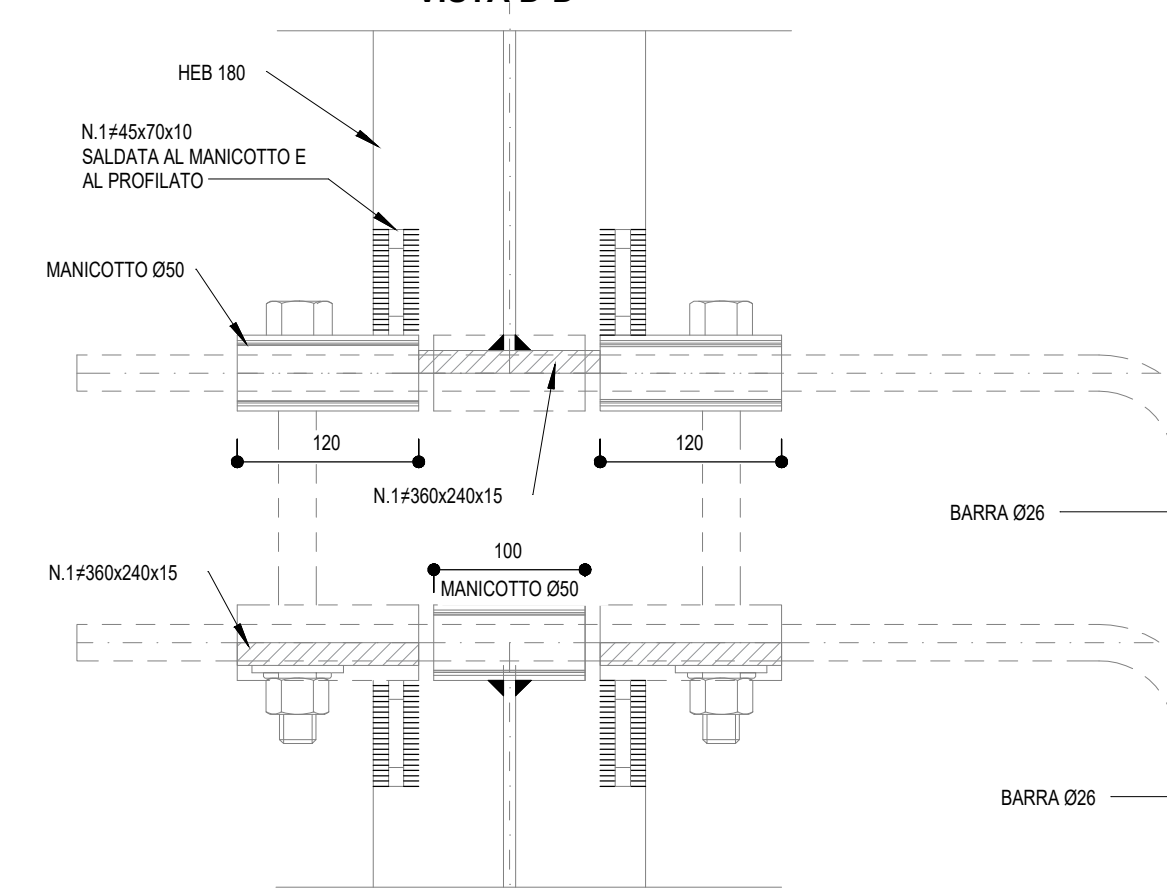 VISTA B-B
HEB 180
N.1≠45x70x10
SALDATA AL MANICOTTO E
AL PROFILATO
MANICOTTO Ø50
120
120
N.1≠360x240x15
BARRA Ø26
100
N.1≠360x240x15
MANICOTTO Ø50
BARRA Ø26